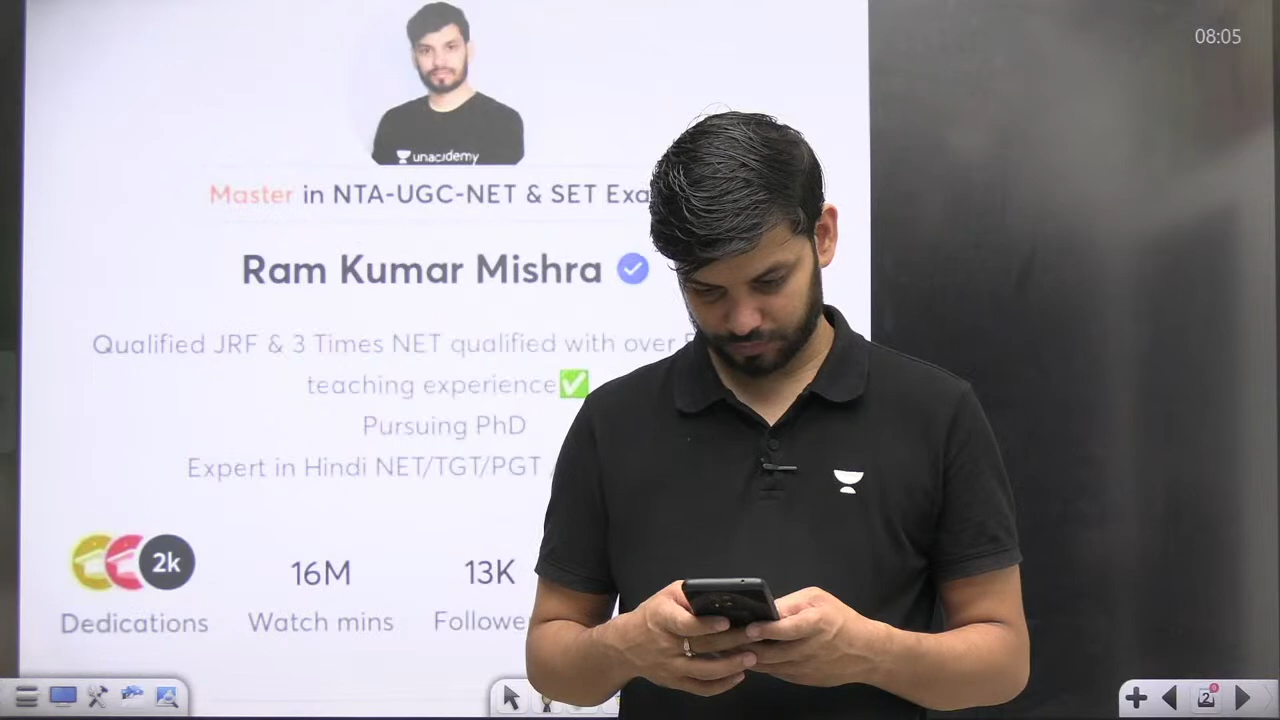 08:05
unacademy
Master in NTA-UGC-NET & SET Exa
Ram Kumar Mishra
Qualified JRF & 3 Times NET qualified with over
teaching experience✅
Pursuing PhD
Expert in Hindi NET/TGT/PGT
2k
16M
13K
Dedications
Watch mins
Followe
2